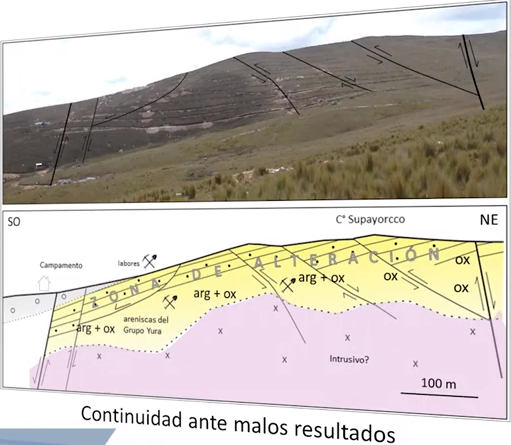 SO
C° Supayorcco
NE
Campamento
labores
ZONA DE ALTERACIÓN
ox
arg + ox
ox
arg + ox
ox
areniscas del
Grupo Yura
arg + ox
Intrusivo?
100 m
Continuidad ante malos resultados